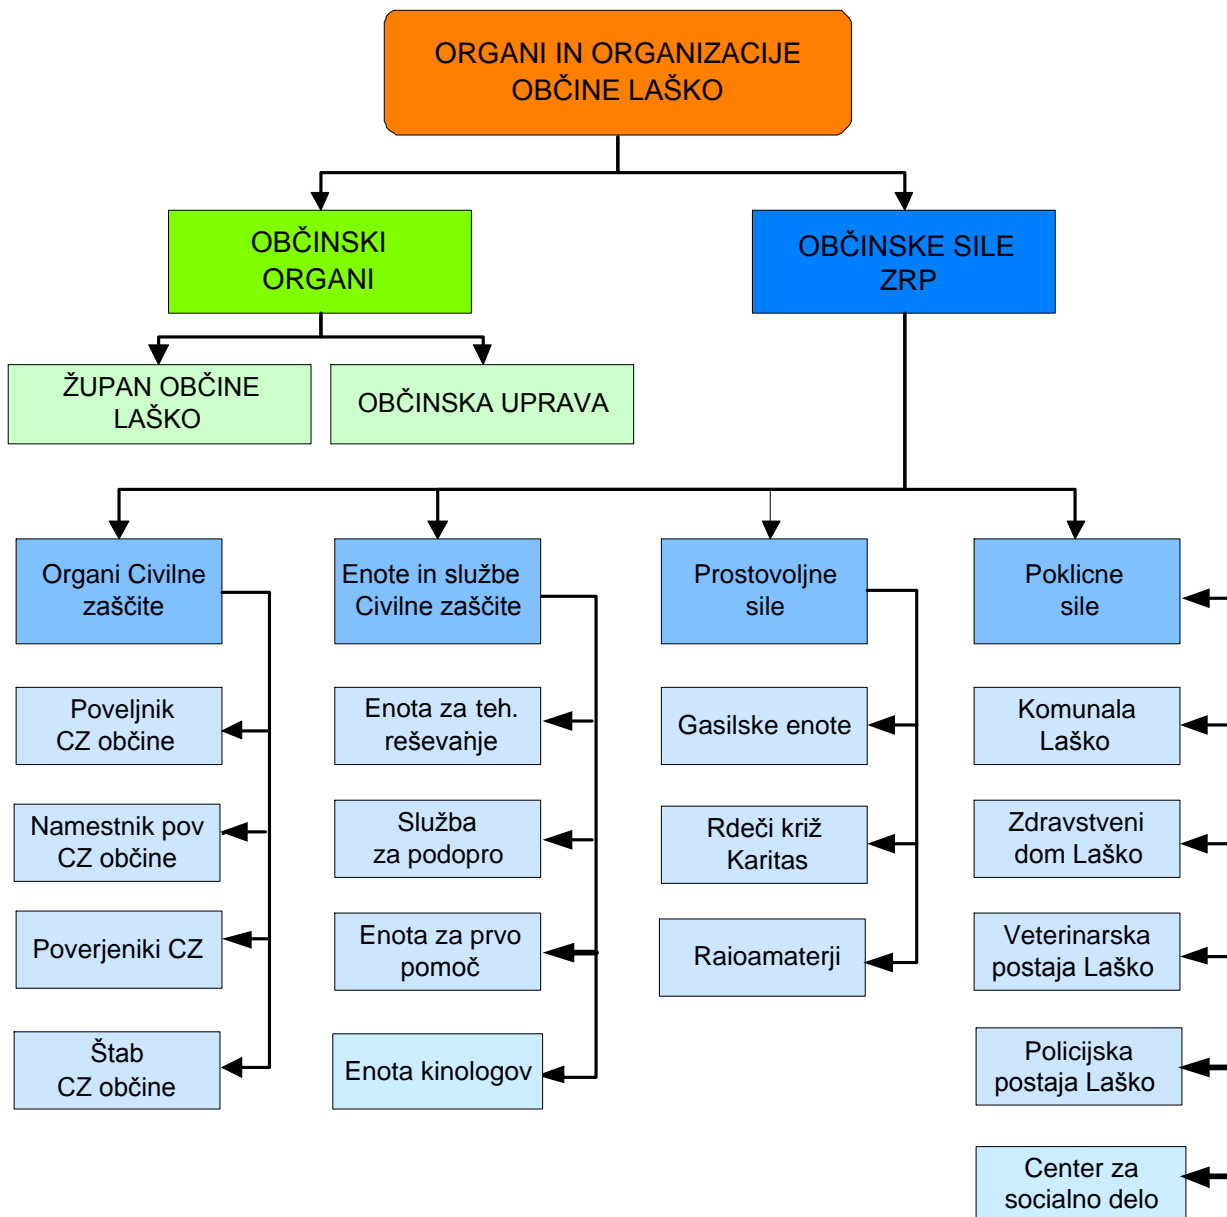 ORGANI IN ORGANIZACIJE
OBČINE LAŠKO
OBČINSKI
ORGANI
OBČINSKE SILE
ZRP
ŽUPAN OBČINE
LAŠKO
OBČINSKA UPRAVA
Organi Civilne
zaščite
Enote in službe
Civilne zaščite
Prostovoljne
sile
Poklicne
sile
Poveljnik
CZ občine
Enota za teh.
reševanje
Gasilske enote
Komunala
Laško
Namestnik pov
CZ občine
Služba
za podopro
Rdeči križ
Karitas
Zdravstveni
dom Laško
Poverjeniki CZ
Enota za prvo
pomoč
Raioamaterji
Veterinarska
postaja Laško
Štab
CZ občine
Enota kinologov
Policijska
postaja Laško
Center za
socialno delo